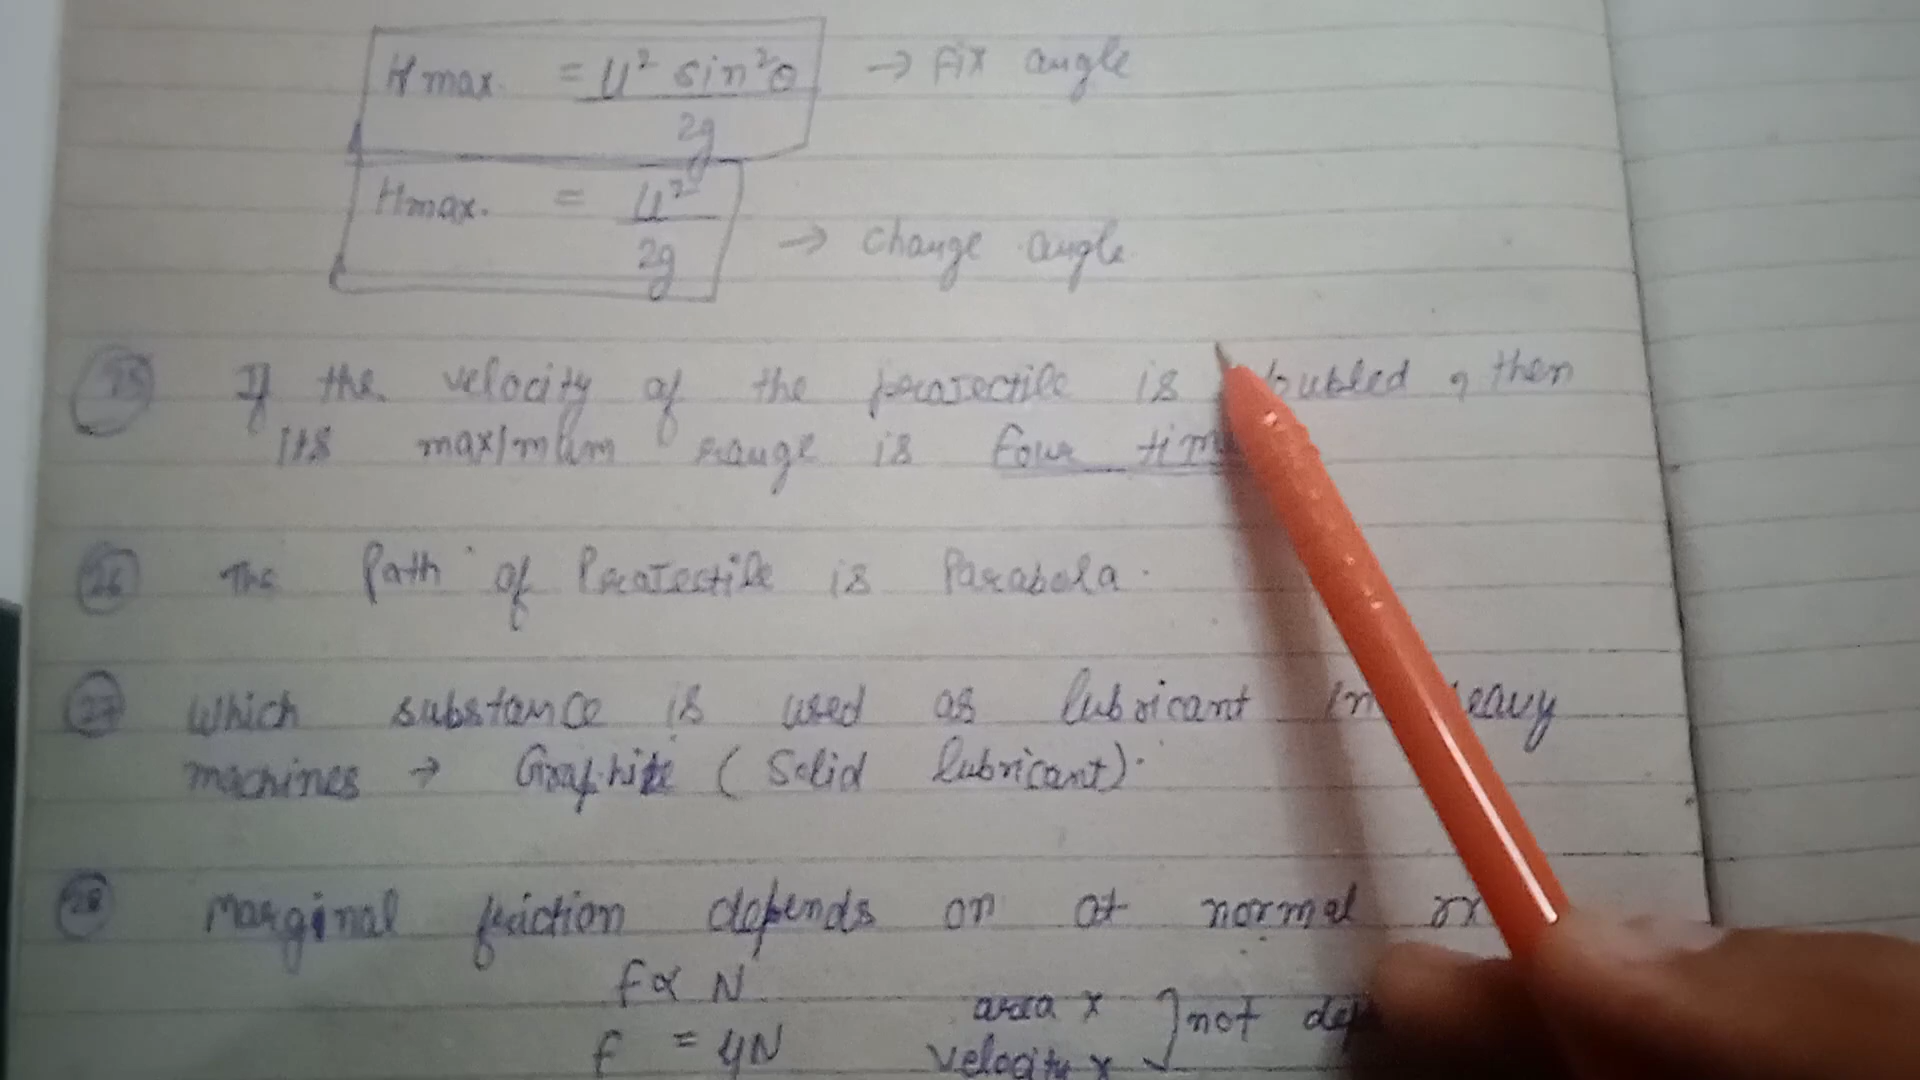 Hmax. = u² sin²θ → Fix angle
2g
Hmax. = u²
2g → Change angle
25 If the velocity of the projectile is doubled, then
its maximum range is four
26 The Path of Projectile is Parabola.
27 Which substance is used as lubricant in
machines → Graphite (Solid lubricant).
28 Marginal friction depends on at normal
F ∝ N
area x
F = μN
velocity x ] not